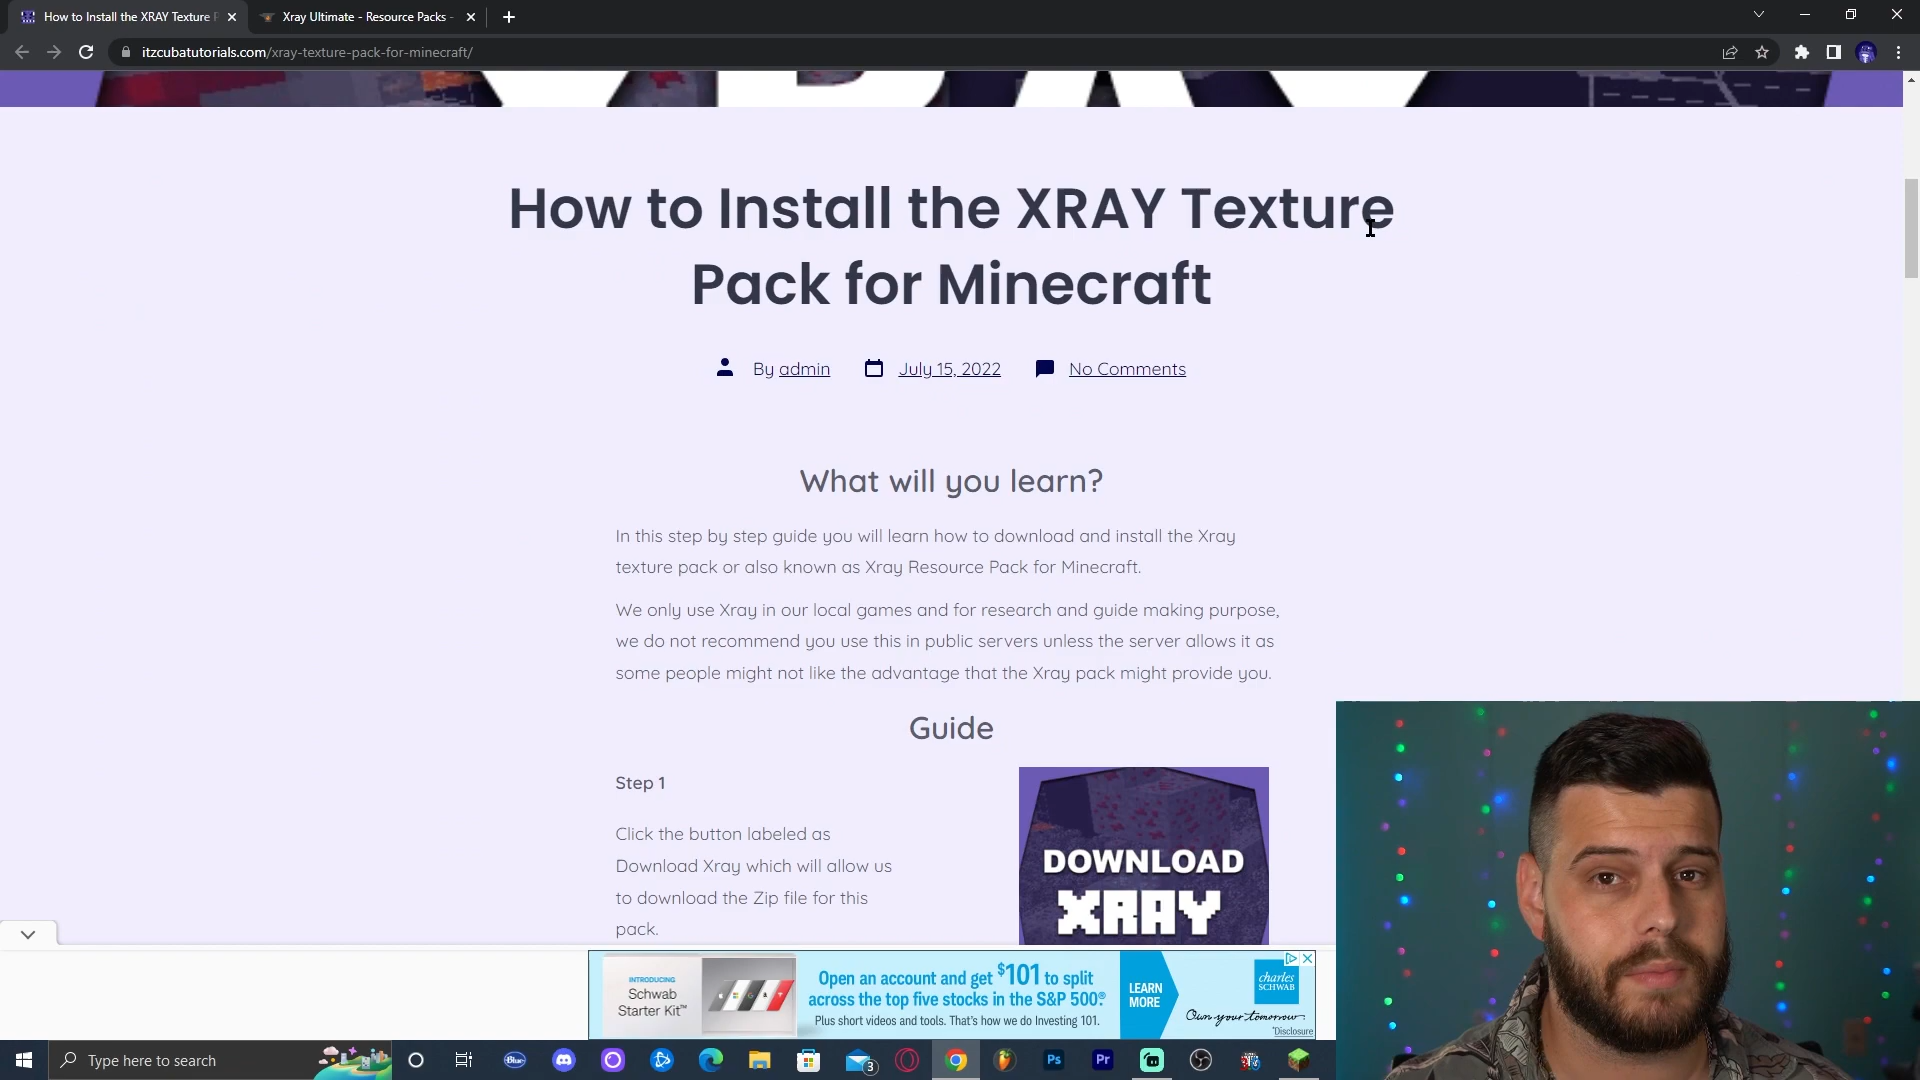 How to Install the XRAY Texture P
Xray Ultimate - Resource Packs -
itzcubatutorials.com/xray-texture-pack-for-minecraft/
How to Install the XRAY Texture
Pack for Minecraft
By admin July 15, 2022 No Comments
What will you learn?
In this step by step guide you will learn how to download and install the Xray
texture pack or also known as Xray Resource Pack for Minecraft.
We only use Xray in our local games and for research and guide making purpose,
we do not recommend you use this in public servers unless the server allows it as
some people might not like the advantage that the Xray pack might provide you.
Guide
Step 1
Click the button labeled as
Download Xray which will allow us
to download the Zip file for this
pack.
DOWNLOAD
XRAY
INTRODUCING
Schwab
Starter Kit™
Open an account and get $101 to split
across the top five stocks in the S&P 500®.
Plus short videos and tools. That's how we do Investing 101.
LEARN
MORE
charles
SCHWAB
Own your tomorrow.
*Disclosure
Type here to search
Blue
3
Ps
Pr